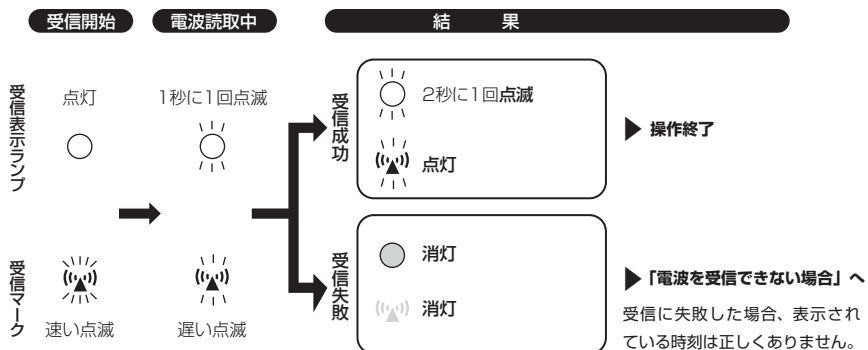 受信開始
電波読取中
結果
受信表示ランプ
点灯
1秒に1回点滅
受信成功
2秒に1回点滅
点灯
操作終了
受信マーク
速い点滅
遅い点滅
受信失敗
消灯
消灯
「電波を受信できない場合」へ
受信に失敗した場合、表示され
ている時刻は正しくありません。